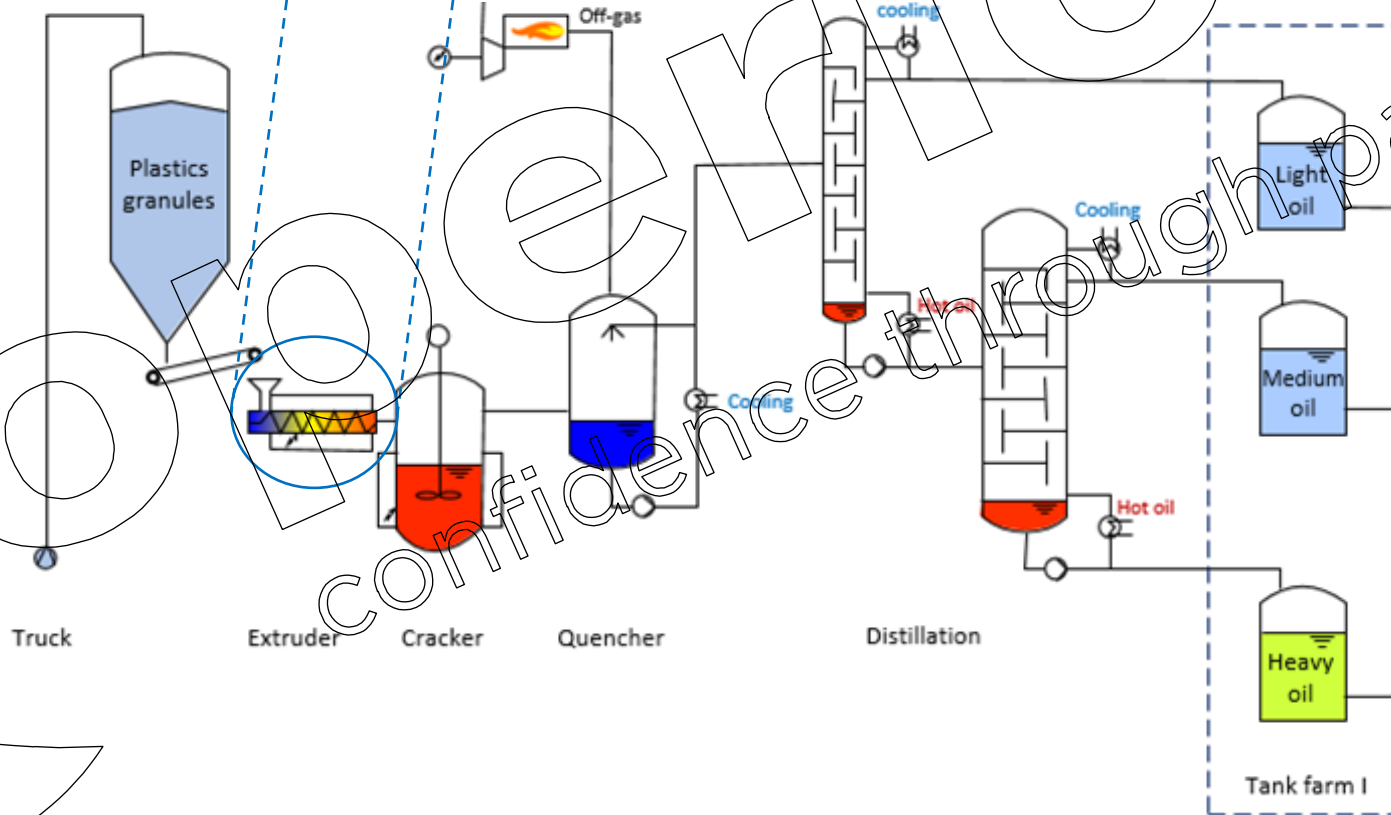 Off-gas
cooling
Plastics
granules
Light
oil
Cooling
Hot oil
Medium
oil
Cooling
Hot oil
Heavy
oil
Truck
Extruder
Cracker
Quencher
Distillation
Tank farm I
confidence through